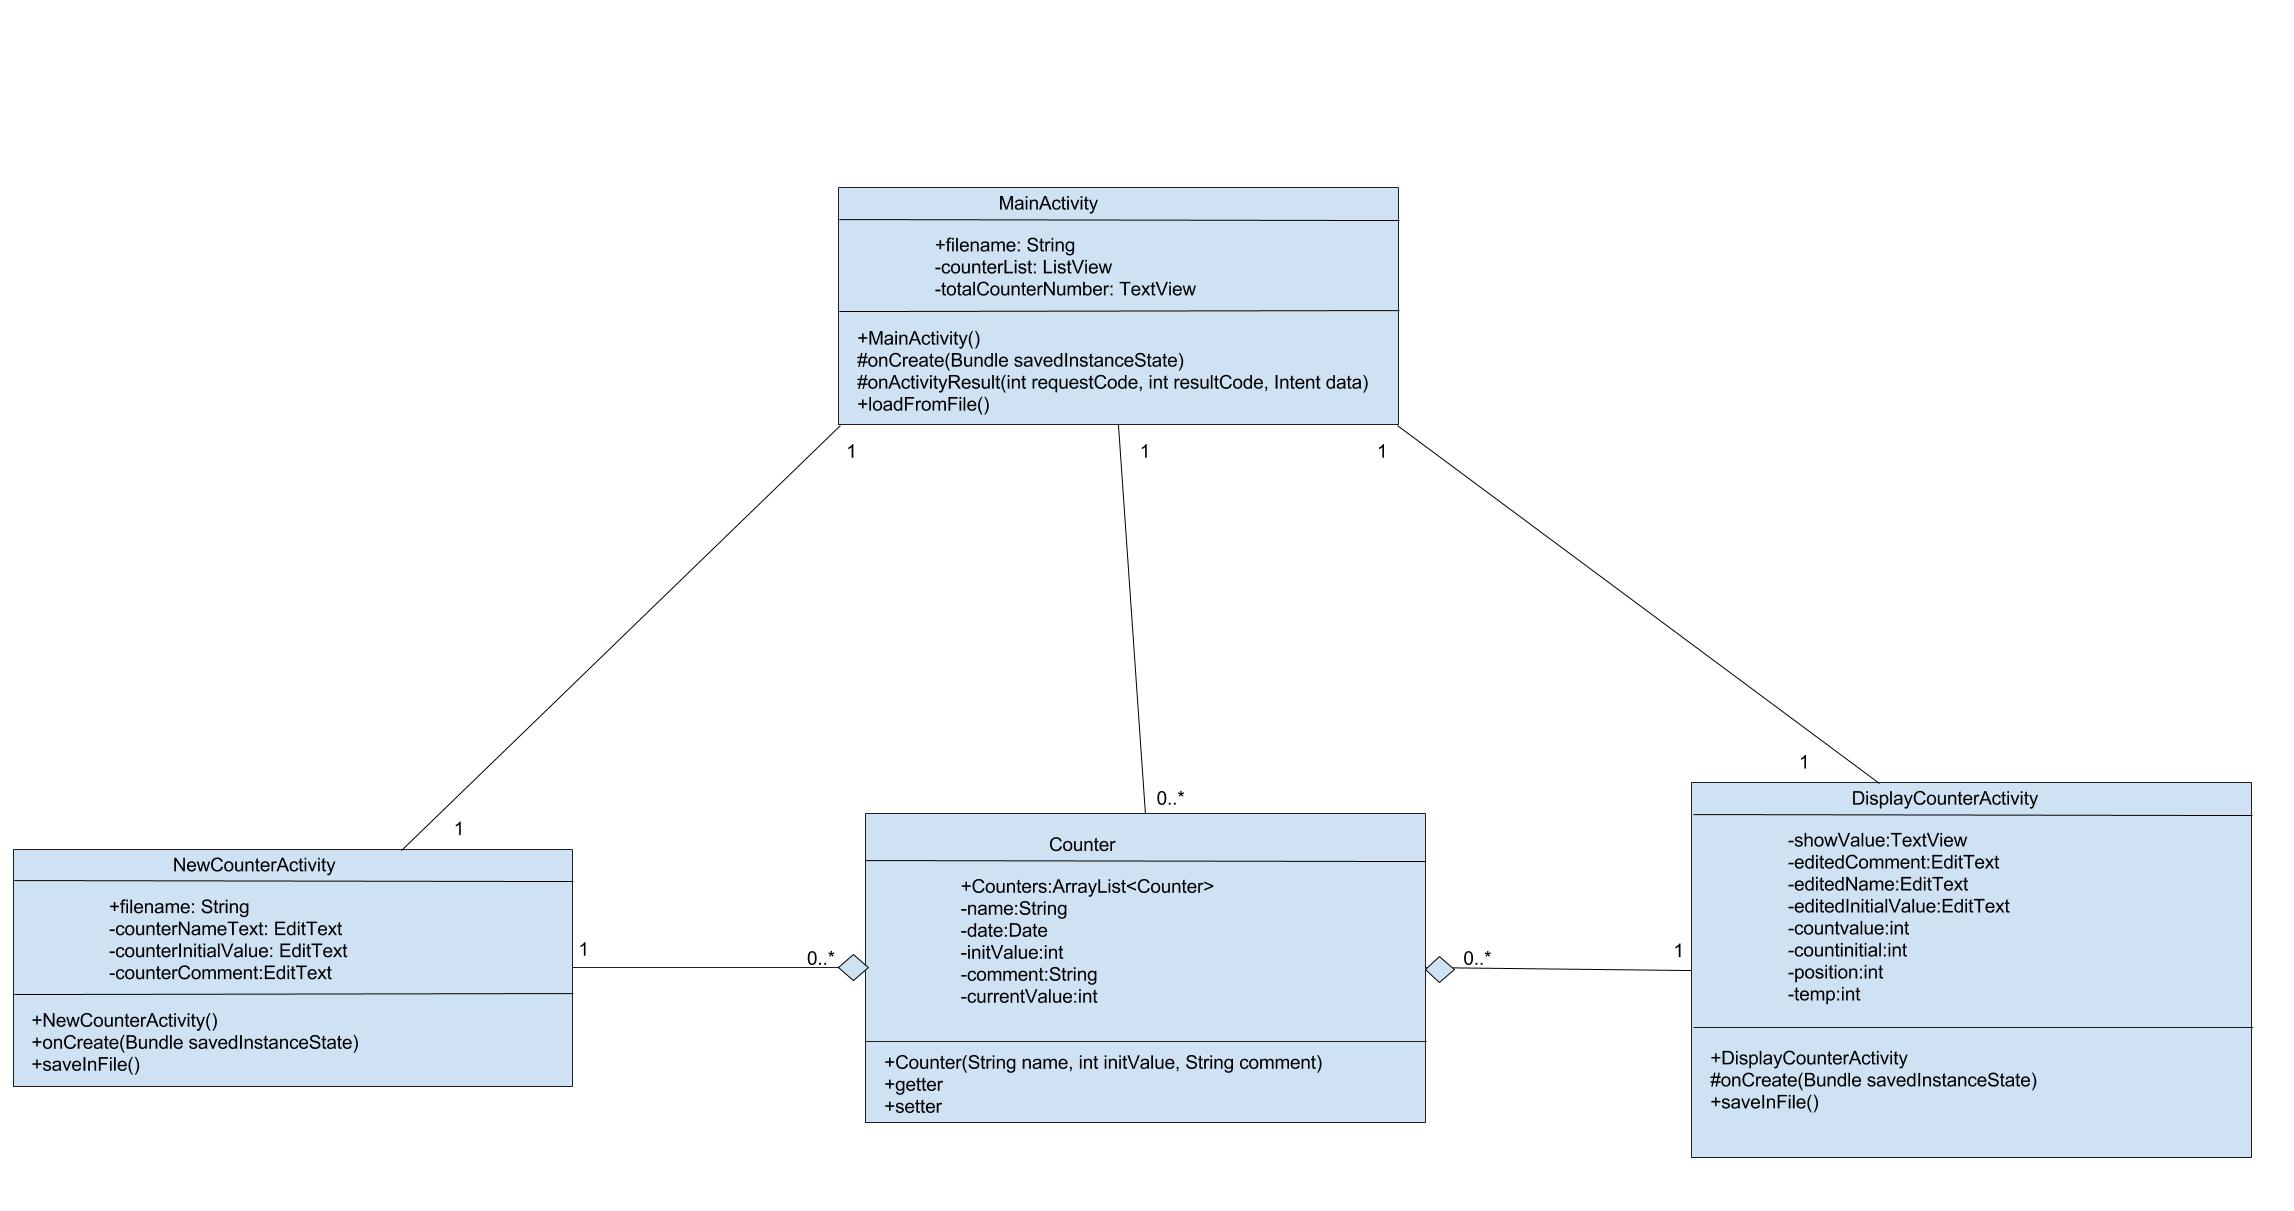 MainActivity
+filename: String
-counterList: ListView
-totalCounterNumber: TextView
+MainActivity()
#onCreate(Bundle savedInstanceState)
#onActivityResult(int requestCode, int resultCode, Intent data)
+loadFromFile()
1
1
1
1
0..*
1
NewCounterActivity
+filename: String
-counterNameText: EditText
-counterInitialValue: EditText
-counterComment:EditText
+NewCounterActivity()
+onCreate(Bundle savedInstanceState)
+saveInFile()
1
0..*
Counter
+Counters:ArrayList<Counter>
-name:String
-date:Date
-initValue:int
-comment:String
-currentValue:int
+Counter(String name, int initValue, String comment)
+getter
+setter
0..*
1
DisplayCounterActivity
-showValue:TextView
-editedComment:EditText
-editedName:EditText
-editedInitialValue:EditText
-countvalue:int
-countinitial:int
-position:int
-temp:int
+DisplayCounterActivity
#onCreate(Bundle savedInstanceState)
+saveInFile()